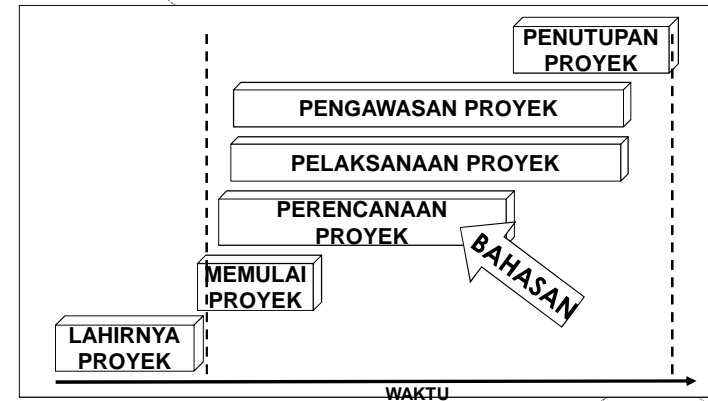 PENUTUPAN
PROYEK
PENGAWASAN PROYEK
PELAKSANAAN PROYEK
PERENCANAAN
PROYEK
BAHASAN
MEMULAI
PROYEK
LAHIRNYA
PROYEK
WAKTU